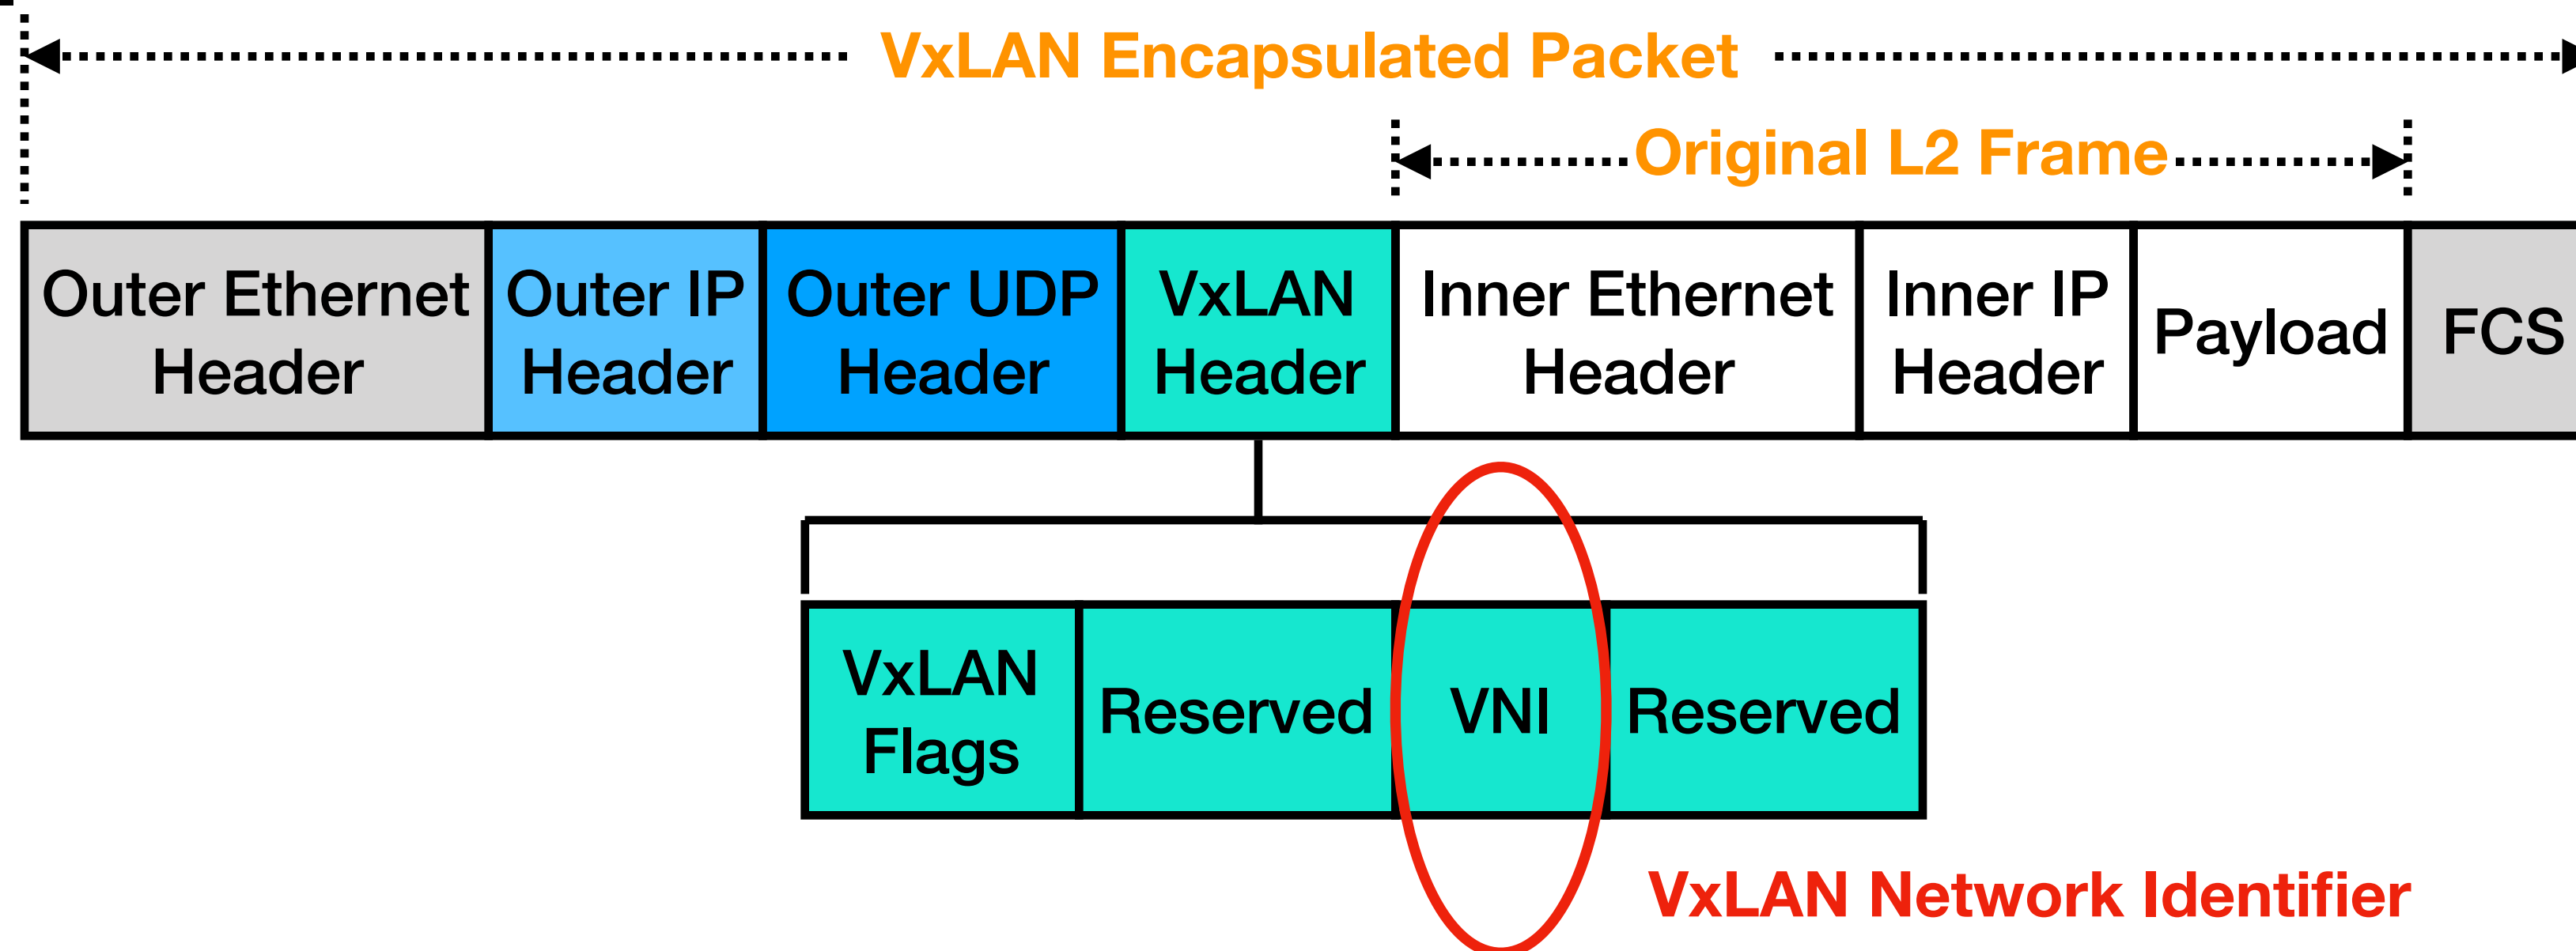 VxLAN Encapsulated Packet
Original L2 Frame
Outer Ethernet
Header
Outer IP
Header
Outer UDP
Header
VxLAN
Header
Inner Ethernet
Header
Inner IP
Header
Payload
FCS
VxLAN
Flags
Reserved
VNI
Reserved
VxLAN Network Identifier